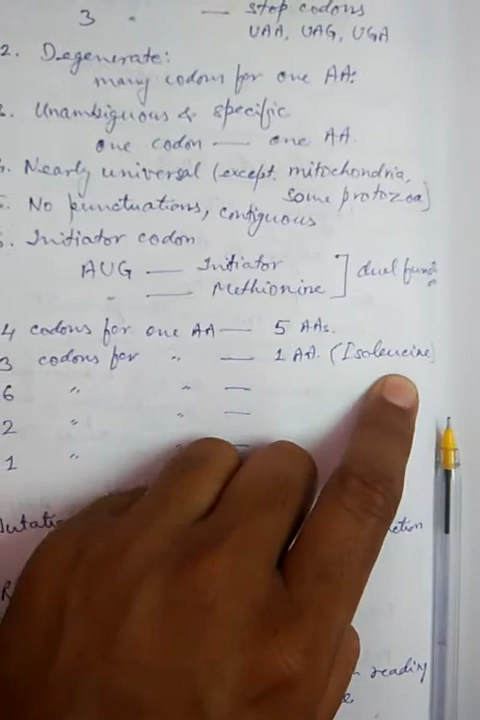 3 " — stop codons
UAA, UAG, UGA
2. Degenerate:
many codons for one AA.
3. Unambiguous & specific
one codon — one AA
4. Nearly universal (except. mitochondria,
some protozoa)
5. No punctuations, contiguous
6. Initiator codon
AUG — Initiator
" — Methionine ] dual func
4 codons for one AA — 5 AAs.
3 codons for " — 1 AA. (Isoleucine)
6 " " —
2 " " —
1 "
reading